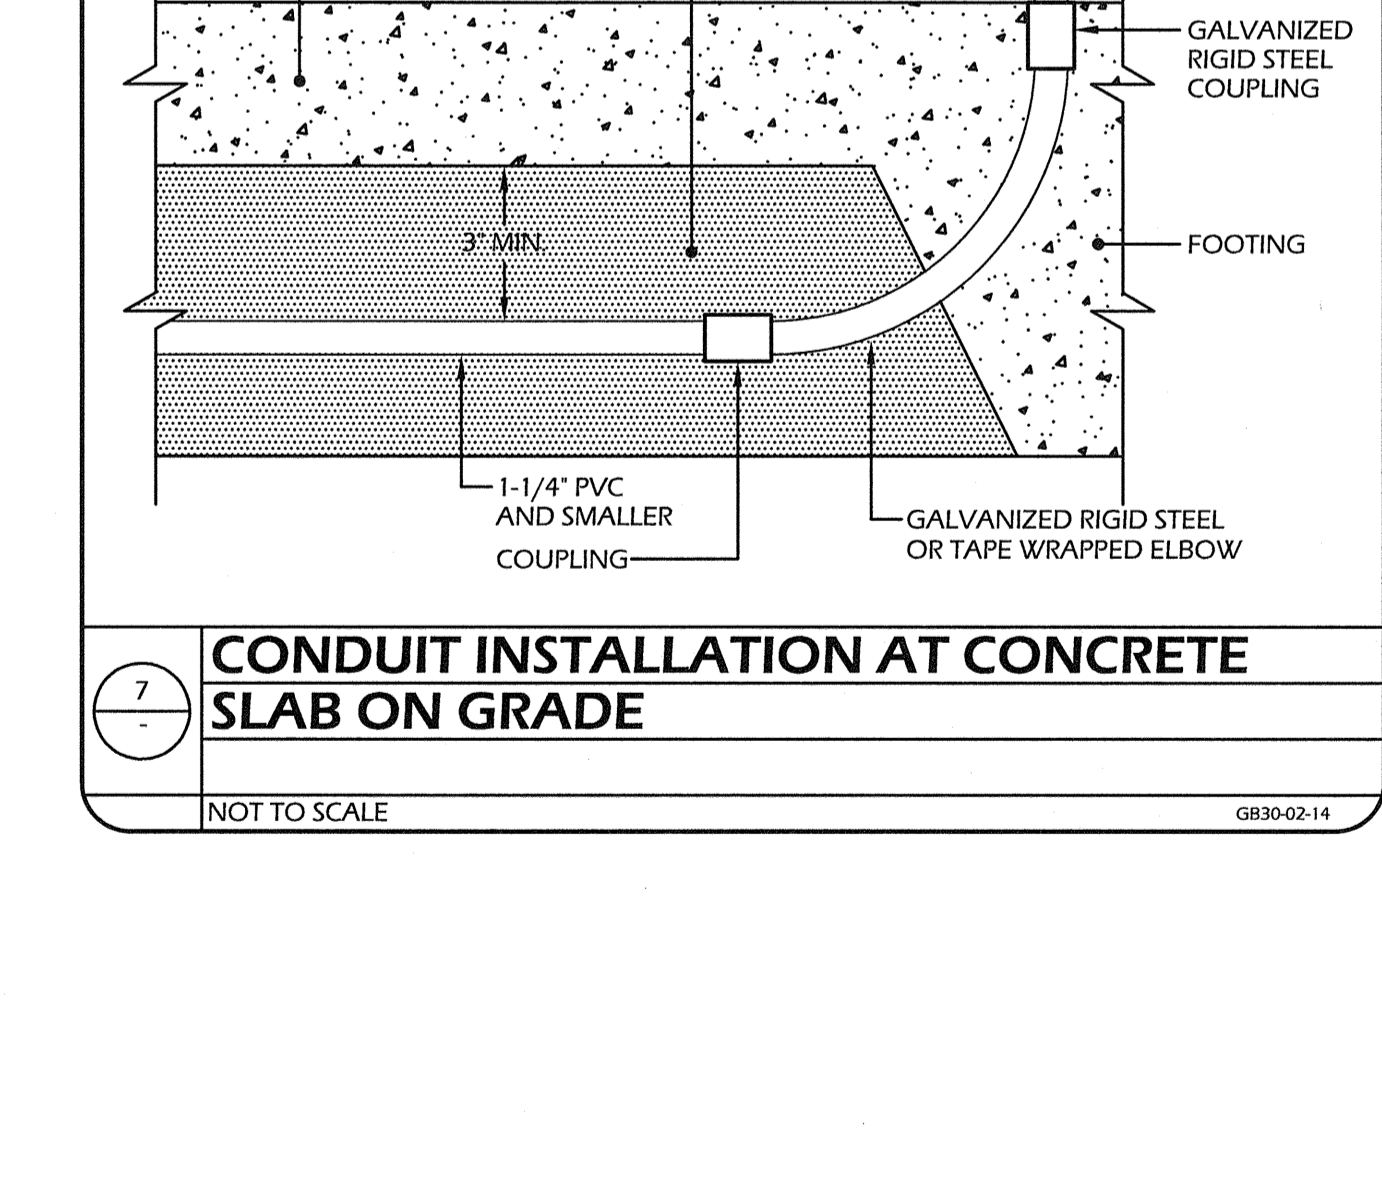 GALVANIZED
RIGID STEEL
COUPLING
3" MIN.
FOOTING
1-1/4" PVC
AND SMALLER
COUPLING
GALVANIZED RIGID STEEL
OR TAPE WRAPPED ELBOW
7
-
CONDUIT INSTALLATION AT CONCRETE
SLAB ON GRADE
NOT TO SCALE
GB30-02-14